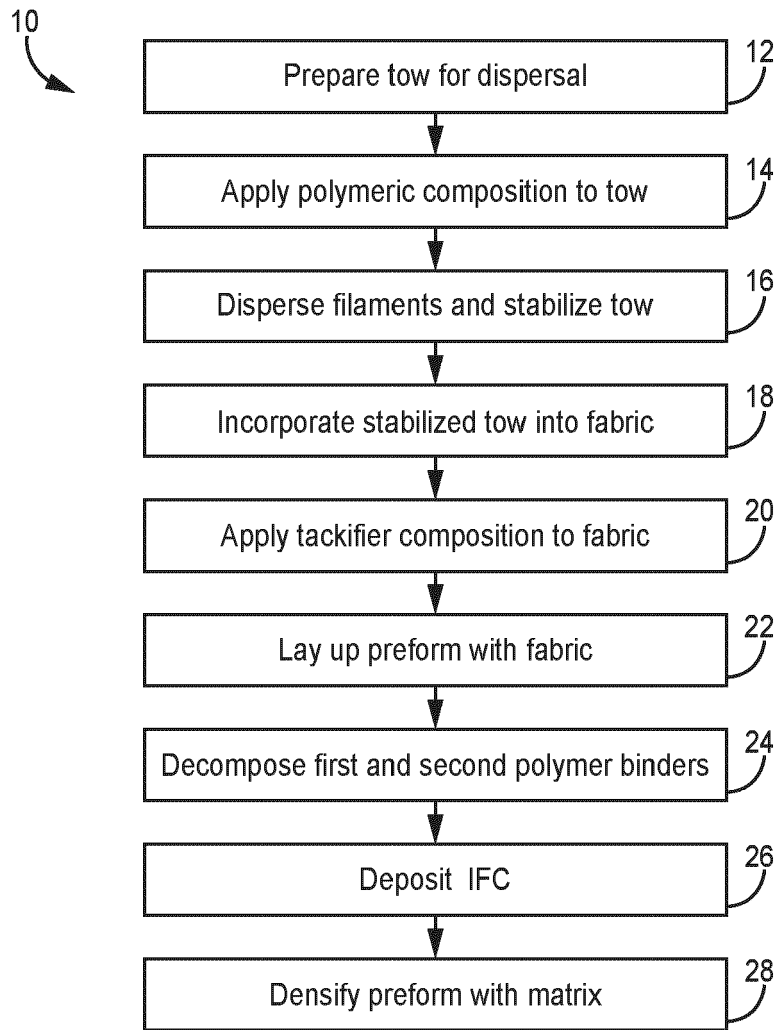 10
Prepare tow for dispersal 12
Apply polymeric composition to tow 14
Disperse filaments and stabilize tow 16
Incorporate stabilized tow into fabric 18
Apply tackifier composition to fabric 20
Lay up preform with fabric 22
Decompose first and second polymer binders 24
Deposit IFC 26
Densify preform with matrix 28